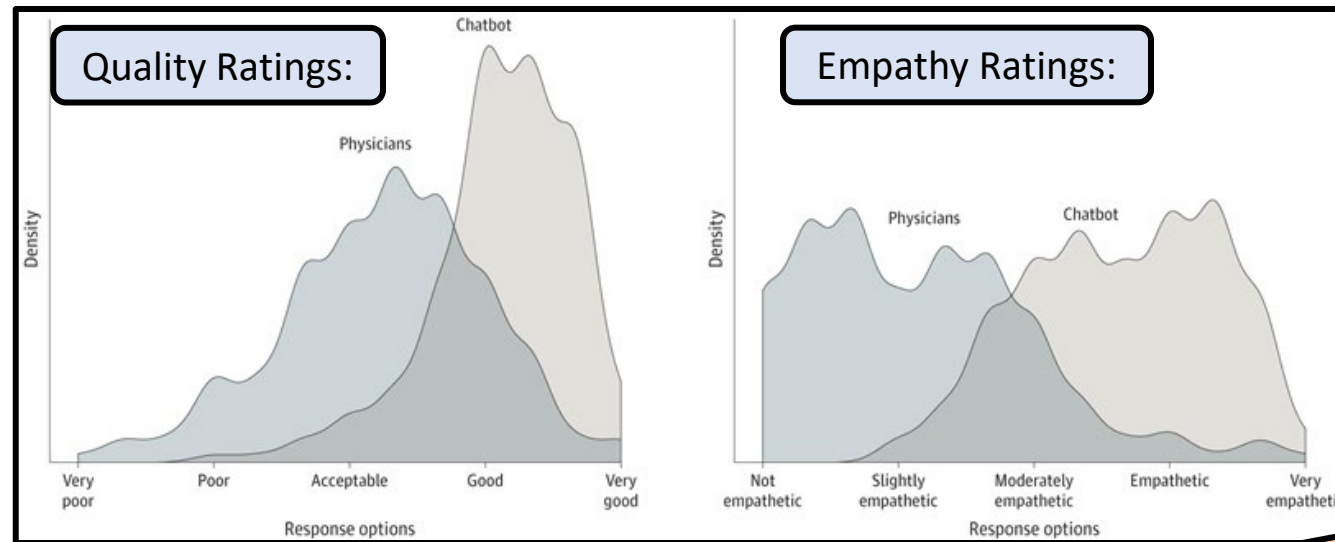 Quality Ratings:
Chatbot
Physicians
Density
Very
poor
Poor
Acceptable
Good
Very
good
Response options
Empathy Ratings:
Physicians
Chatbot
Density
Not
empathetic
Slightly
empathetic
Moderately
empathetic
Empathetic
Very
empathetic
Response options